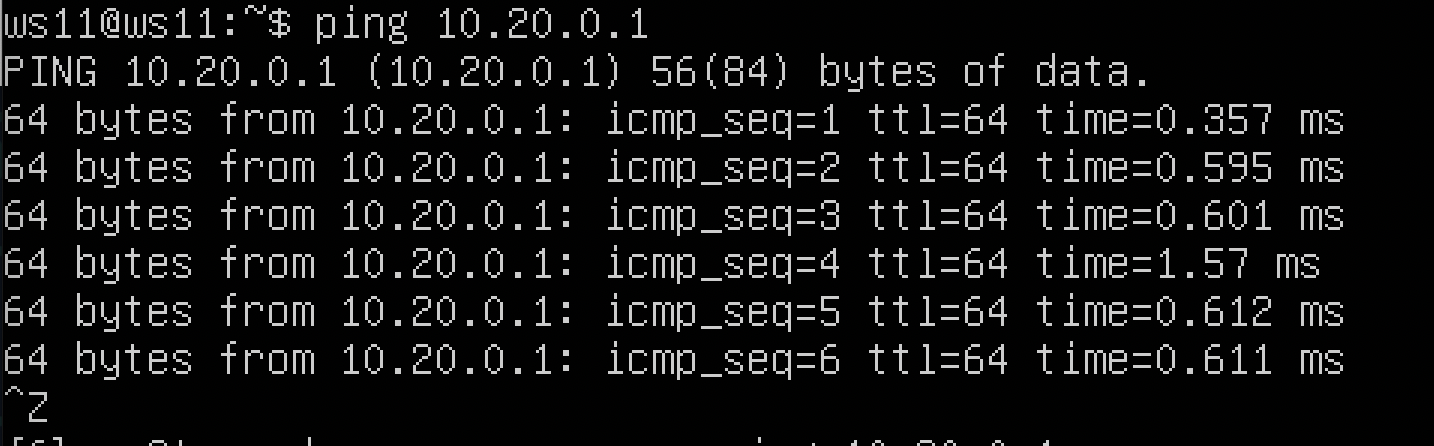 ws11@ws11:~$ ping 10.20.0.1
PING 10.20.0.1 (10.20.0.1) 56(84) bytes of data.
64 bytes from 10.20.0.1: icmp_seq=1 ttl=64 time=0.357 ms
64 bytes from 10.20.0.1: icmp_seq=2 ttl=64 time=0.595 ms
64 bytes from 10.20.0.1: icmp_seq=3 ttl=64 time=0.601 ms
64 bytes from 10.20.0.1: icmp_seq=4 ttl=64 time=1.57 ms
64 bytes from 10.20.0.1: icmp_seq=5 ttl=64 time=0.612 ms
64 bytes from 10.20.0.1: icmp_seq=6 ttl=64 time=0.611 ms
^Z